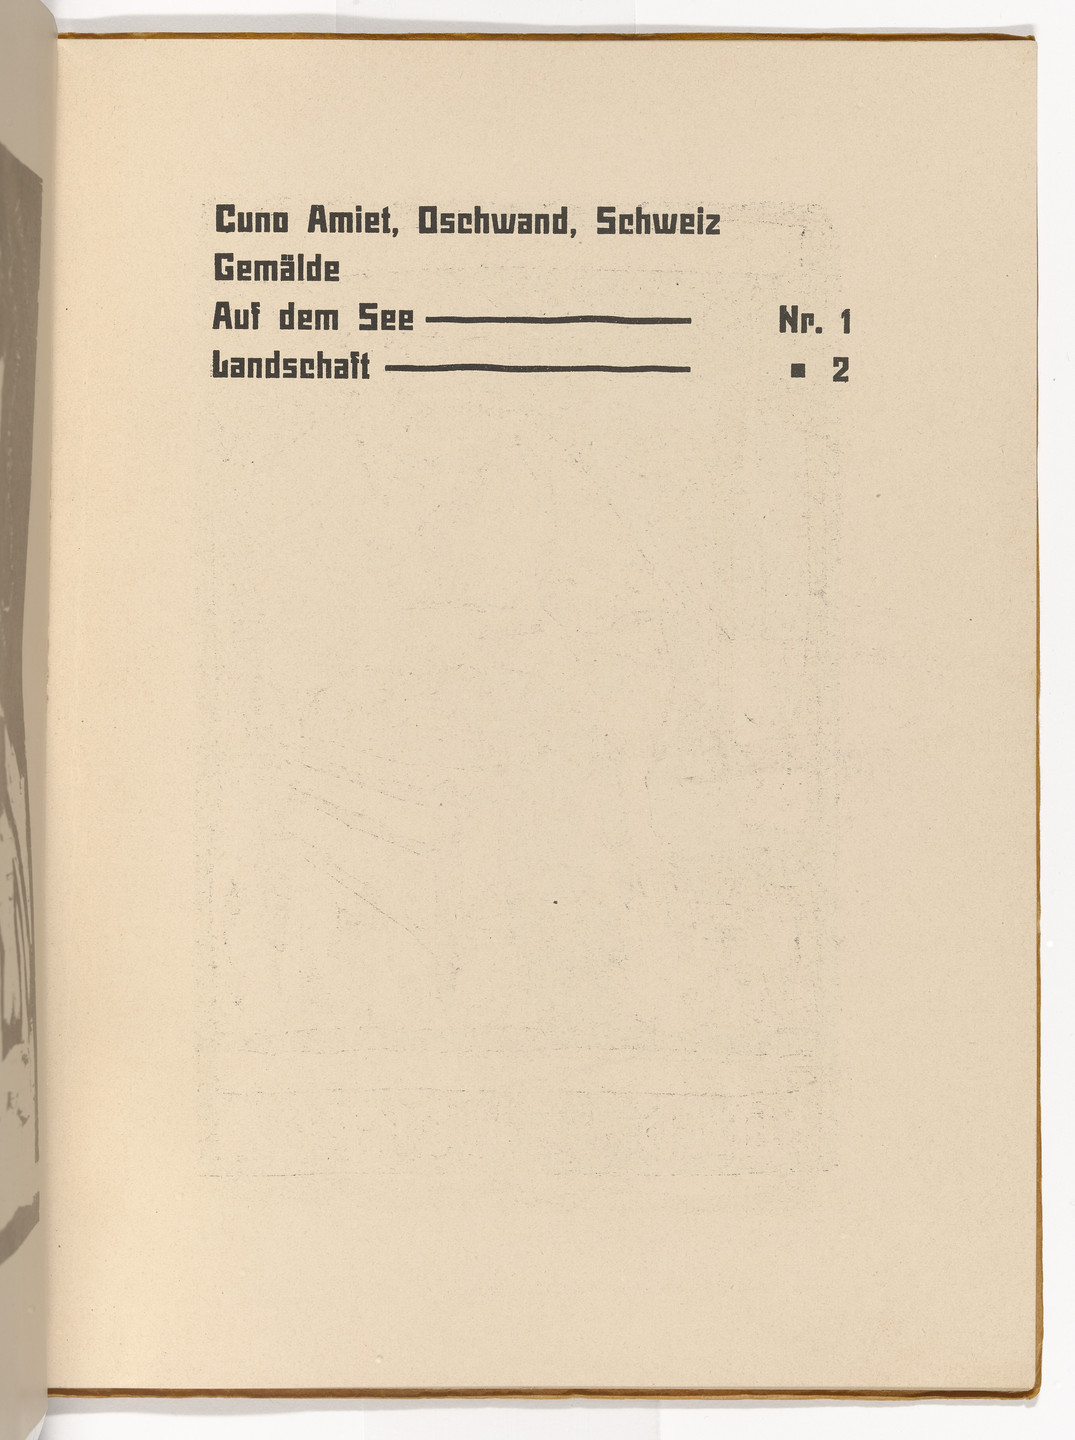 Cuno Amiet, Oschwand, Schweiz
Gemälde
Auf dem See Nr. 1
Landschaft ▪ 2